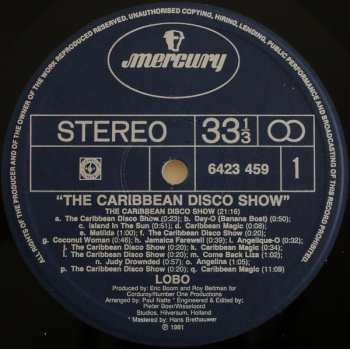 ALL RIGHTS OF THE PRODUCER AND OF THE OWNER OF THE WORK REPRODUCED RESERVED. UNAUTHORISED COPYING, HIRING, LENDING, PUBLIC PERFORMANCE AND BROADCASTING OF THIS RECORD PROHIBITED.
mercury
STEREO
33 1/3
6423 459
1
"THE CARIBBEAN DISCO SHOW"
THE CARIBBEAN DISCO SHOW (21:16)
a. The Caribbean Disco Show (0:23); b. Day-O (Banana Boat) (0:50);
c. Island In The Sun (0:51); d. Caribbean Magic (0:08);
e. Matilda (1:00); f. The Caribbean Disco Show (0:20);
g. Coconut Woman (0:46); h. Jamaica Farewell (0:39); i. Angelique-O (0:30);
j. The Caribbean Disco Show (0:20); k. Caribbean Magic (0:34);
l. The Caribbean Disco Show (0:20); m. Come Back Liza (1:02);
n. Judy Drownded (0:57); o. Angelina (1:05);
p. The Caribbean Disco Show (0:20); q. Caribbean Magic (11:09)
LOBO
Produced by: Eric Boom and Roy Beltman for
Corduroy/Number One Productions
Arranged by: Paul Natte * Engineered & Edited by:
Pieter Boer/Wisseloord
Studios, Hilversum, Holland
* Mastered by: Hans Brethouwer
℗ 1981